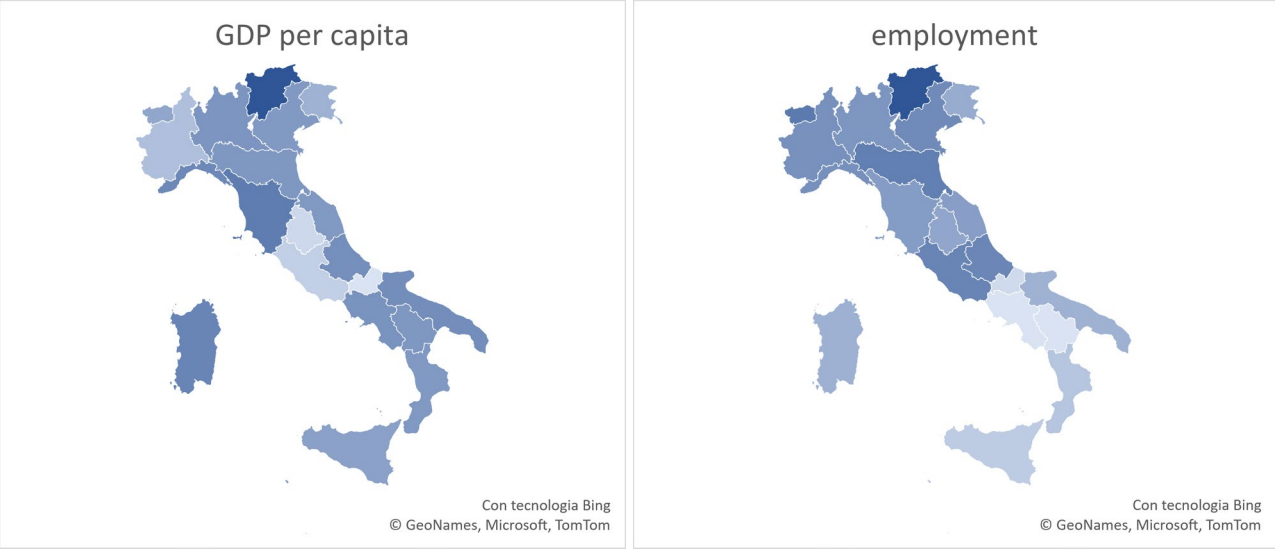 GDP per capita
Con tecnologia Bing
© GeoNames, Microsoft, TomTom
employment
Con tecnologia Bing
© GeoNames, Microsoft, TomTom